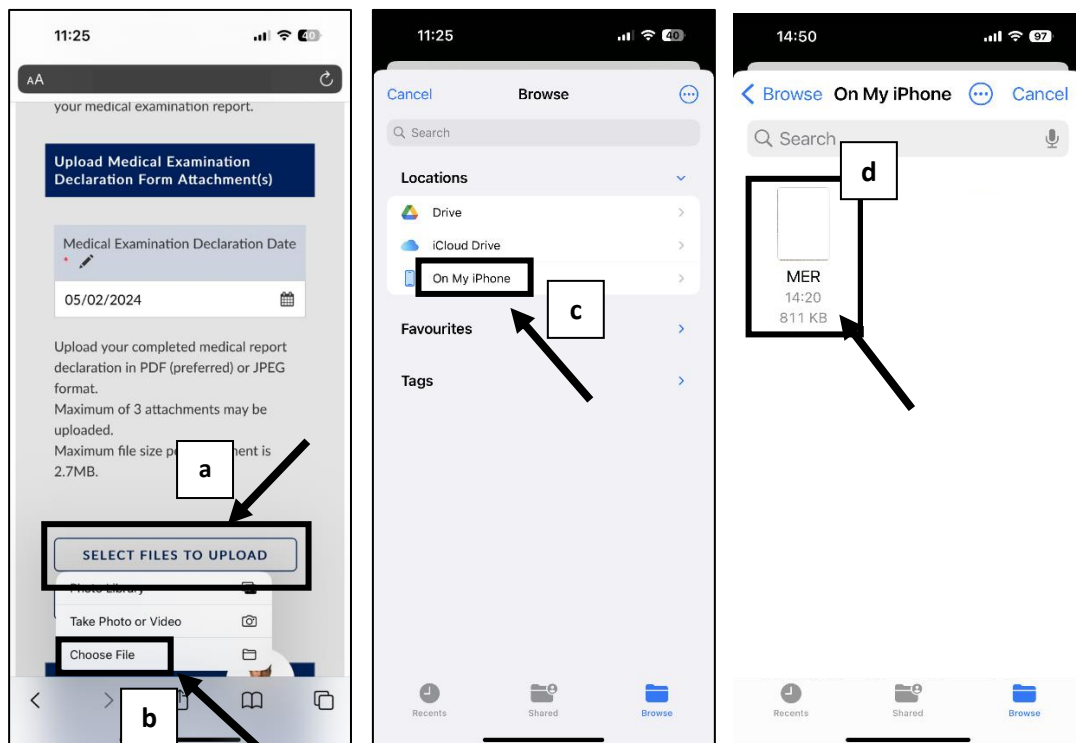 11:25
40
AA
your medical examination report.
Upload Medical Examination
Declaration Form Attachment(s)
Medical Examination Declaration Date
*
05/02/2024
Upload your completed medical report
declaration in PDF (preferred) or JPEG
format.
Maximum of 3 attachments may be
uploaded.
Maximum file size is
2.7MB.
a
SELECT FILES TO UPLOAD
Photo Library
Take Photo or Video
Choose File
b
11:25
40
Cancel Browse
Search
Locations
Drive
iCloud Drive
On My iPhone
c
Favourites
Tags
Recents Shared Browse
14:50
97
Browse On My iPhone Cancel
Search
d
MER
14:20
811 KB
Recents Shared Browse